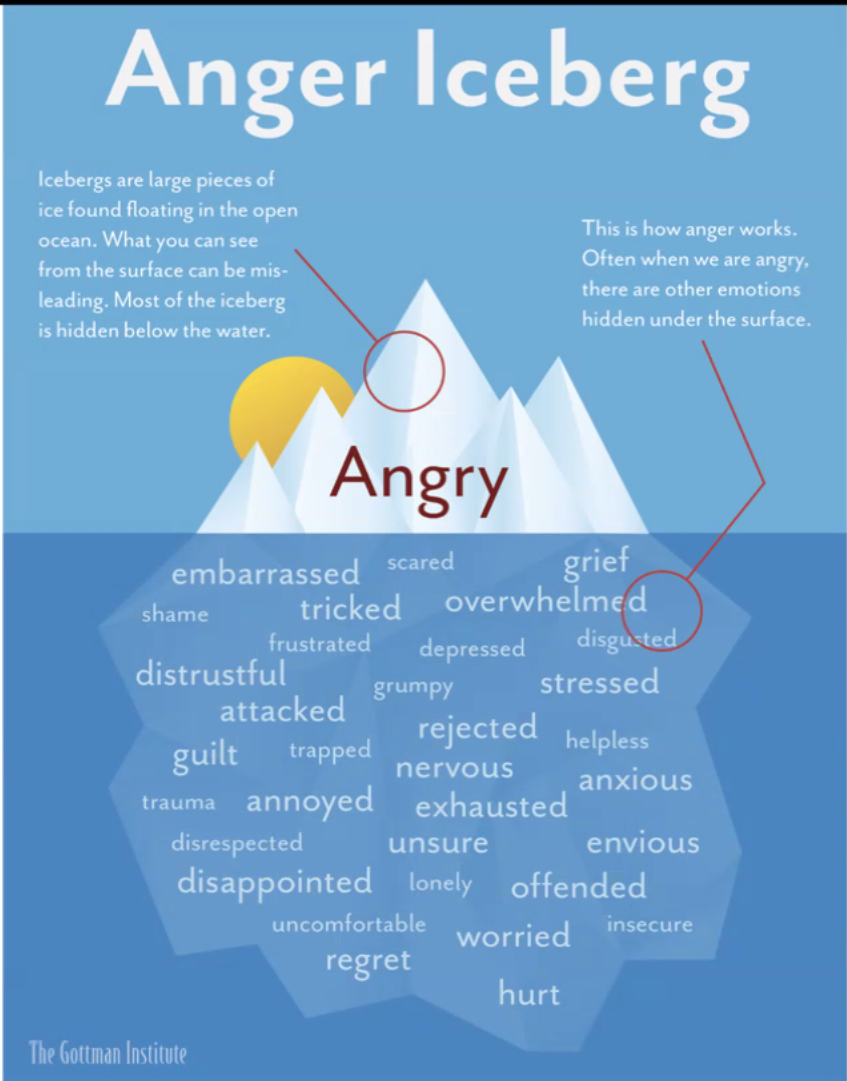 Anger Iceberg
Icebergs are large pieces of
ice found floating in the open
ocean. What you can see
from the surface can be mis-
leading. Most of the iceberg
is hidden below the water.
This is how anger works.
Often when we are angry,
there are other emotions
hidden under the surface.
Angry
embarrassed scared grief
shame tricked overwhelmed
frustrated depressed disgusted
distrustful grumpy stressed
attacked rejected helpless
guilt trapped nervous anxious
trauma annoyed exhausted
disrespected unsure envious
disappointed lonely offended
uncomfortable worried insecure
regret
hurt
The Gottman Institute